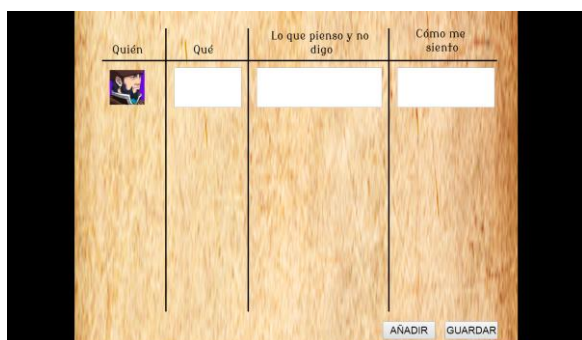 Quién
Qué
Lo que pienso y no
digo
Cómo me
siento
AÑADIR
GUARDAR